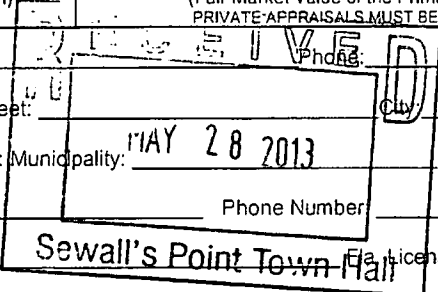 (Fair Market Value of the Prim
PRIVATE APPRAISALS MUST BE
RECEIVED
Phone:
eet: City:
Municipality: MAY 28 2013
Phone Number
Sewall's Point Town Hall Fla. Licen